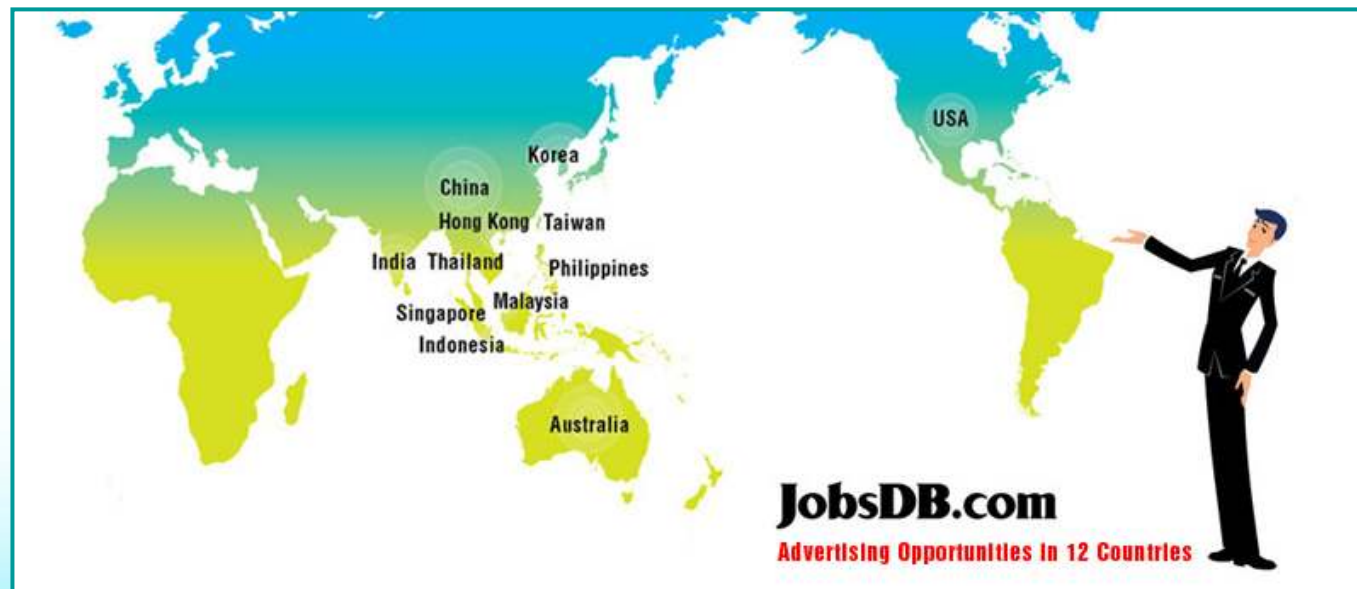 USA
Korea
China
Hong Kong Taiwan
India Thailand
Philippines
Malaysia
Singapore
Indonesia
Australia
JobsDB.com
Advertising Opportunities in 12 Countries